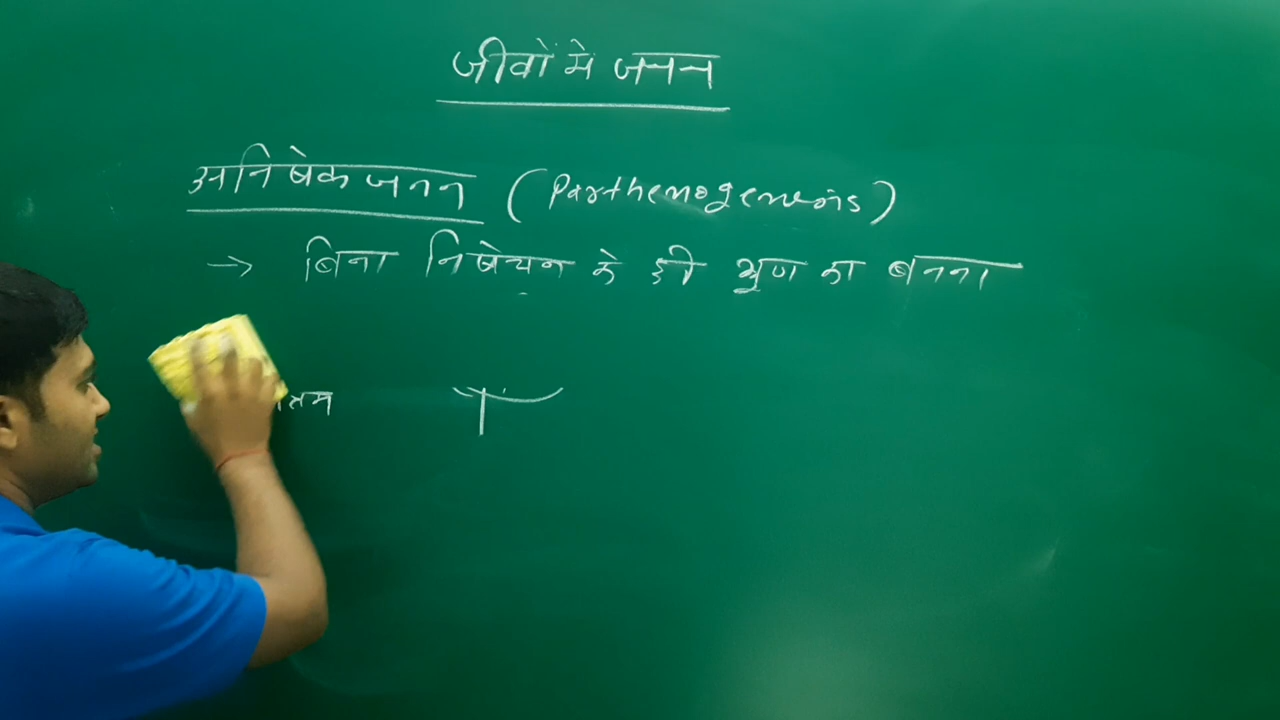 जीवों में जनन
अनिषेक जनन (Parthenogenesis)
→ बिना निषेचन के ही भ्रुण का बनना